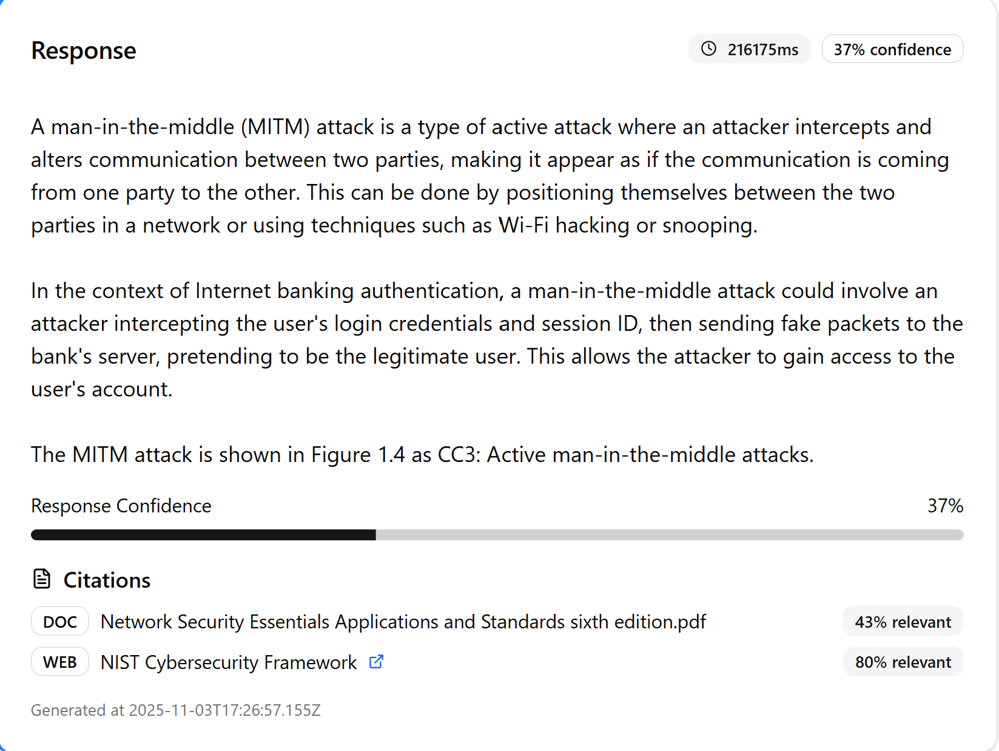 Response
216175ms
37% confidence
A man-in-the-middle (MITM) attack is a type of active attack where an attacker intercepts and
alters communication between two parties, making it appear as if the communication is coming
from one party to the other. This can be done by positioning themselves between the two
parties in a network or using techniques such as Wi-Fi hacking or snooping.
In the context of Internet banking authentication, a man-in-the-middle attack could involve an
attacker intercepting the user's login credentials and session ID, then sending fake packets to the
bank's server, pretending to be the legitimate user. This allows the attacker to gain access to the
user's account.
The MITM attack is shown in Figure 1.4 as CC3: Active man-in-the-middle attacks.
Response Confidence 37%
Citations
DOC Network Security Essentials Applications and Standards sixth edition.pdf 43% relevant
WEB NIST Cybersecurity Framework 80% relevant
Generated at 2025-11-03T17:26:57.155Z